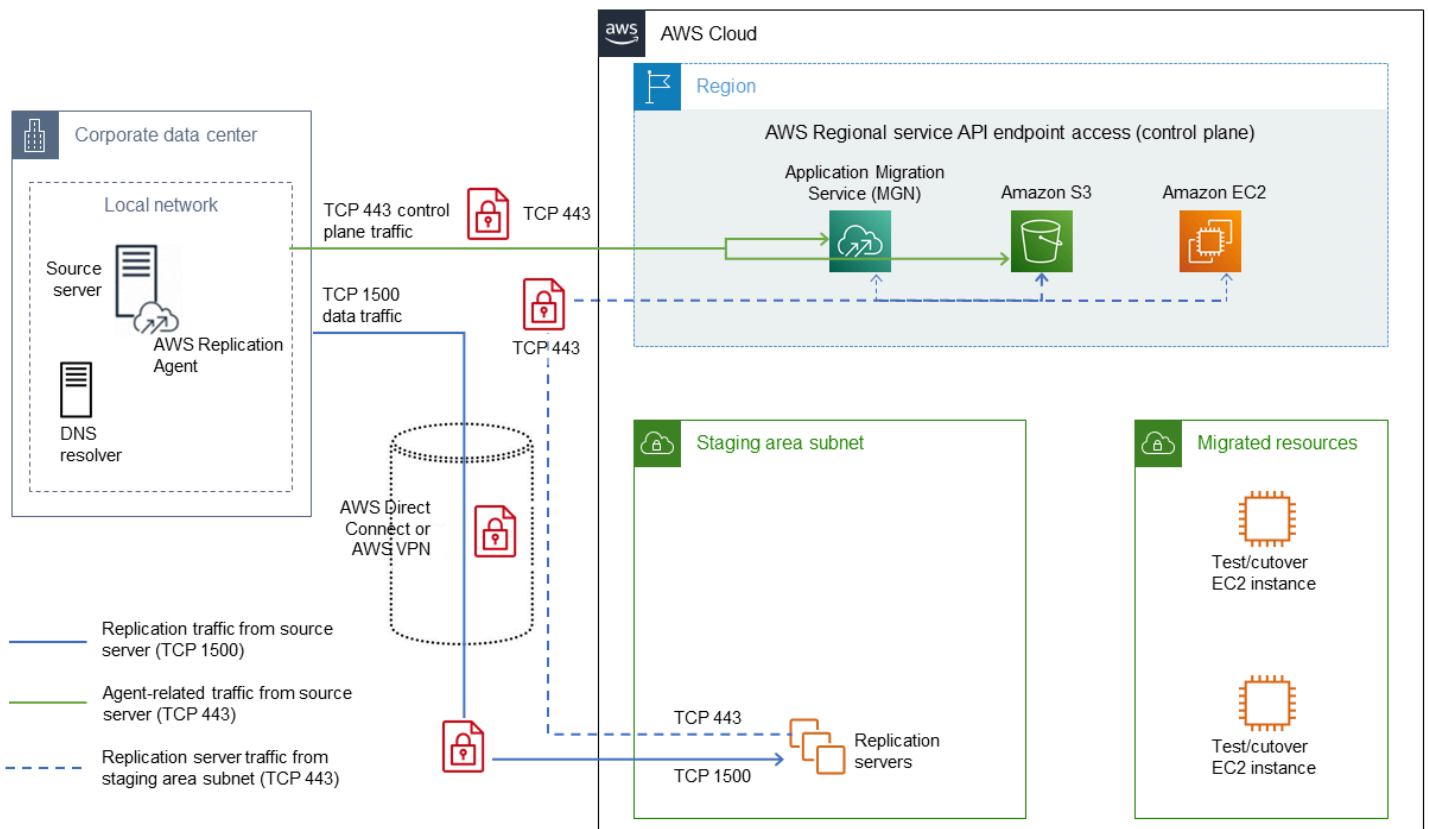 aws
AWS Cloud
Region
AWS Regional service API endpoint access (control plane)
Application Migration
Service (MGN)
Amazon S3
Amazon EC2
Corporate data center
Local network
Source
server
AWS Replication
Agent
DNS
resolver
TCP 443 control
plane traffic
TCP 443
TCP 1500
data traffic
TCP 443
AWS Direct
Connect or
AWS VPN
Staging area subnet
TCP 443
TCP 1500
Replication
servers
Migrated resources
Test/cutover
EC2 instance
Test/cutover
EC2 instance
Replication traffic from source
server (TCP 1500)
Agent-related traffic from source
server (TCP 443)
Replication server traffic from
staging area subnet (TCP 443)